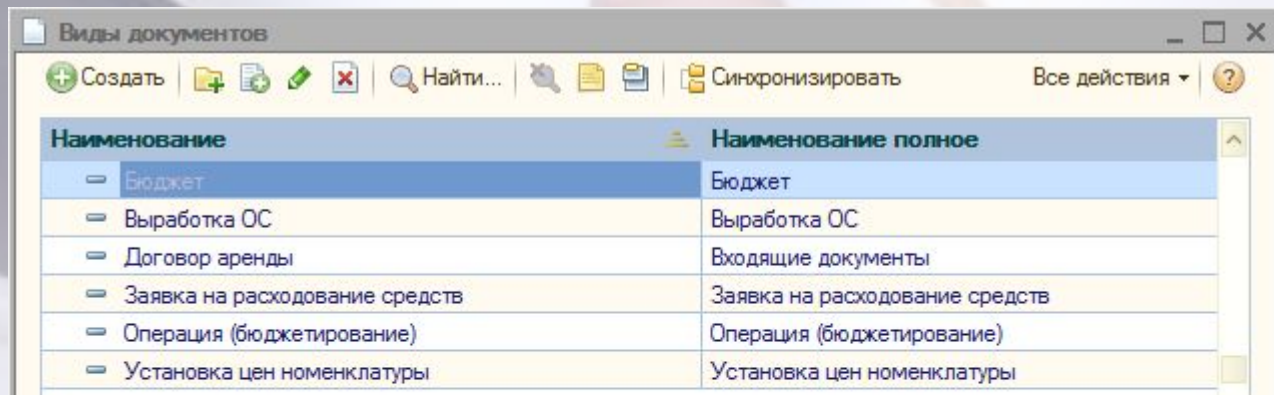 Виды документов
Создать Найти... Синхронизировать Все действия
Наименование Наименование полное
Бюджет Бюджет
Выработка ОС Выработка ОС
Договор аренды Входящие документы
Заявка на расходование средств Заявка на расходование средств
Операция (бюджетирование) Операция (бюджетирование)
Установка цен номенклатуры Установка цен номенклатуры